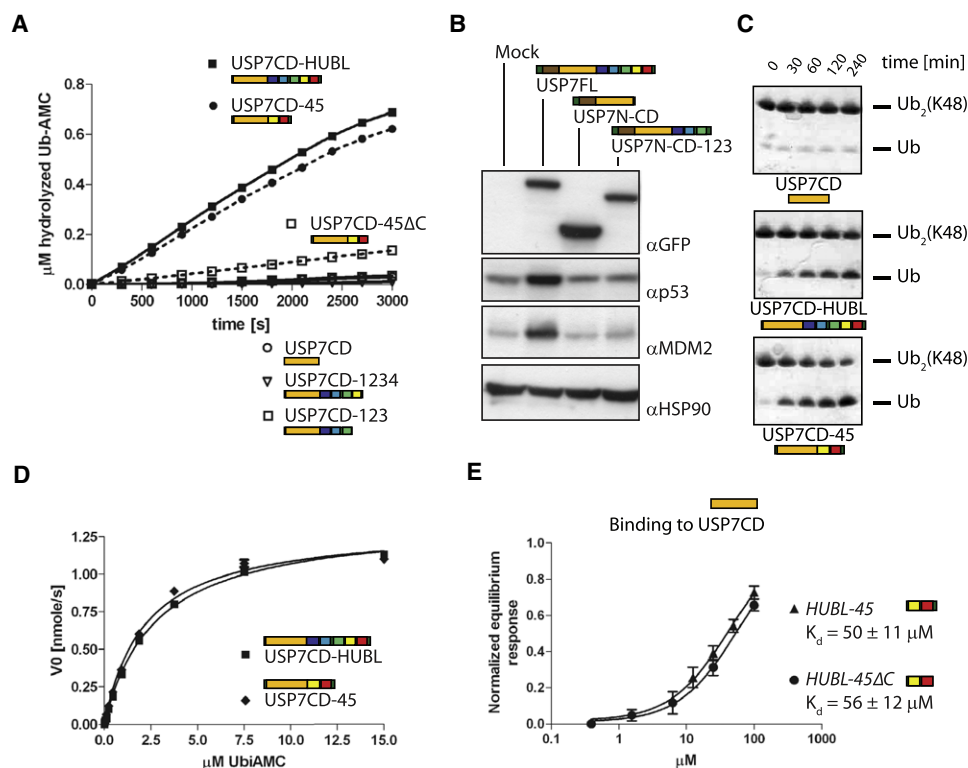 A
USP7CD-HUBL
USP7CD-45
USP7CD-45ΔC
μM hydrolyzed Ub-AMC
0.8
0.6
0.4
0.2
0.0
0
600
1200
1800
2400
3000
time [s]
USP7CD
USP7CD-1234
USP7CD-123
B
Mock
USP7FL
USP7N-CD
USP7N-CD-123
αGFP
αp53
αMDM2
αHSP90
C
0 30 60 120 240
time [min]
Ub2(K48)
Ub
USP7CD
Ub2(K48)
Ub
USP7CD-HUBL
Ub2(K48)
Ub
USP7CD-45
D
V0 [nmole/s]
1.25
1.00
0.75
0.50
0.25
0.00
0.0
2.5
5.0
7.5
10.0
12.5
15.0
μM UbiAMC
USP7CD-HUBL
USP7CD-45
E
Binding to USP7CD
Normalized equilibrium
response
1.0
0.8
0.6
0.4
0.2
0.0
0.1
1
10
100
1000
μM
HUBL-45
Kd = 50 ± 11 μM
HUBL-45ΔC
Kd = 56 ± 12 μM